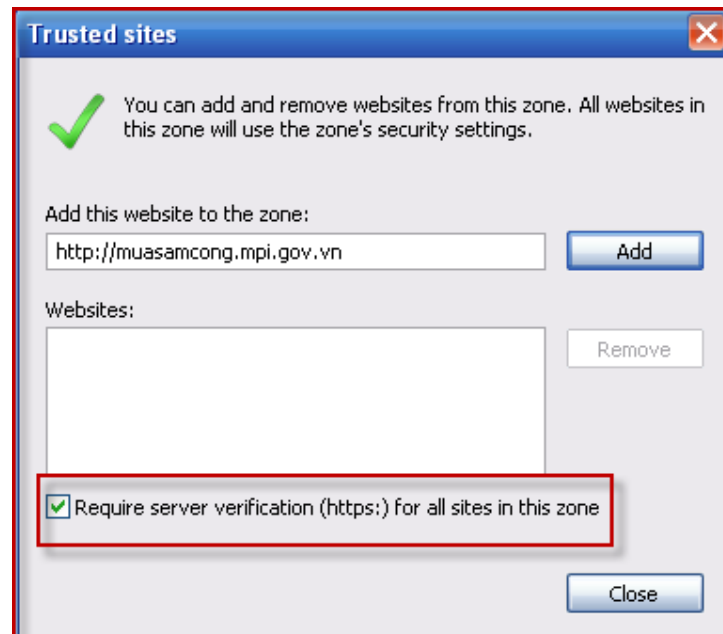 Trusted sites
You can add and remove websites from this zone. All websites in
this zone will use the zone's security settings.
Add this website to the zone:
http://muasamcong.mpi.gov.vn
Add
Websites:
Remove
Require server verification (https:) for all sites in this zone
Close